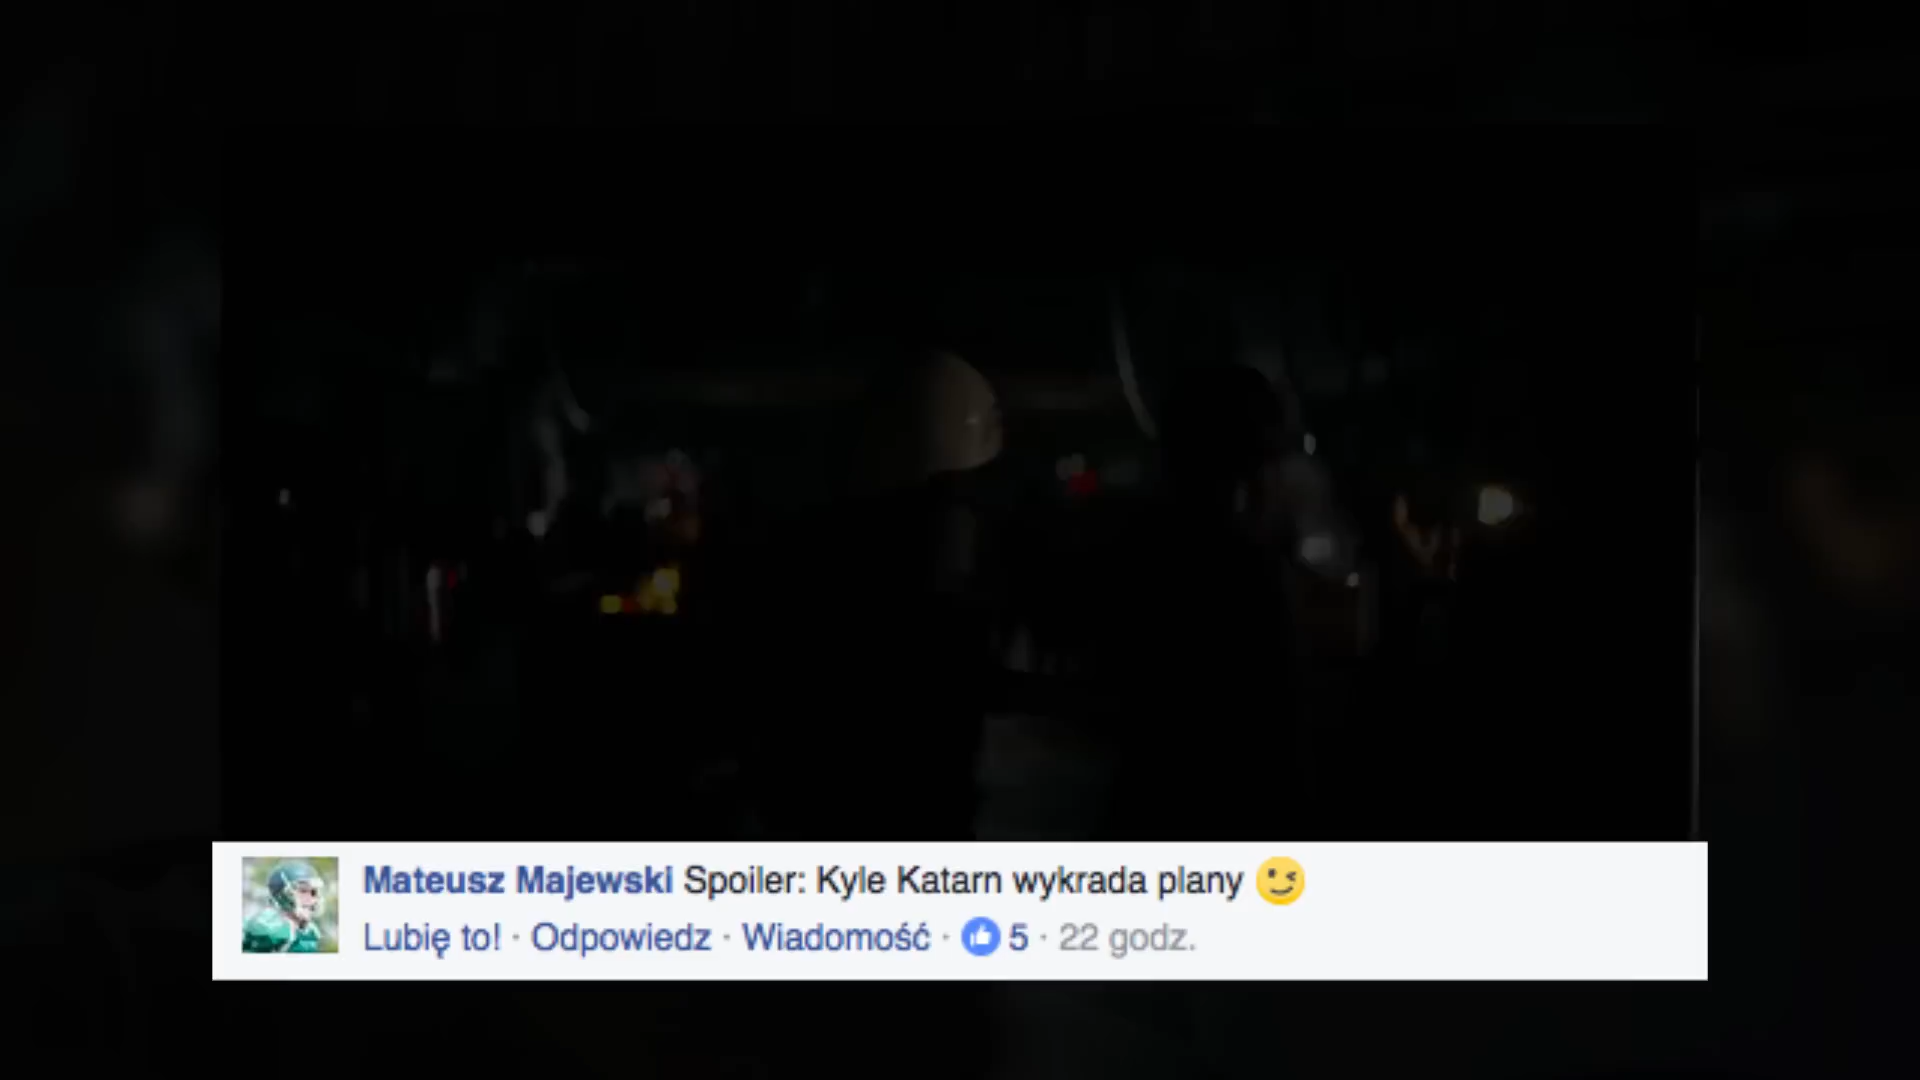 Mateusz Majewski Spoiler: Kyle Katarn wykrada plany 😉
Lubię to! · Odpowiedz · Wiadomość · 5 · 22 godz.